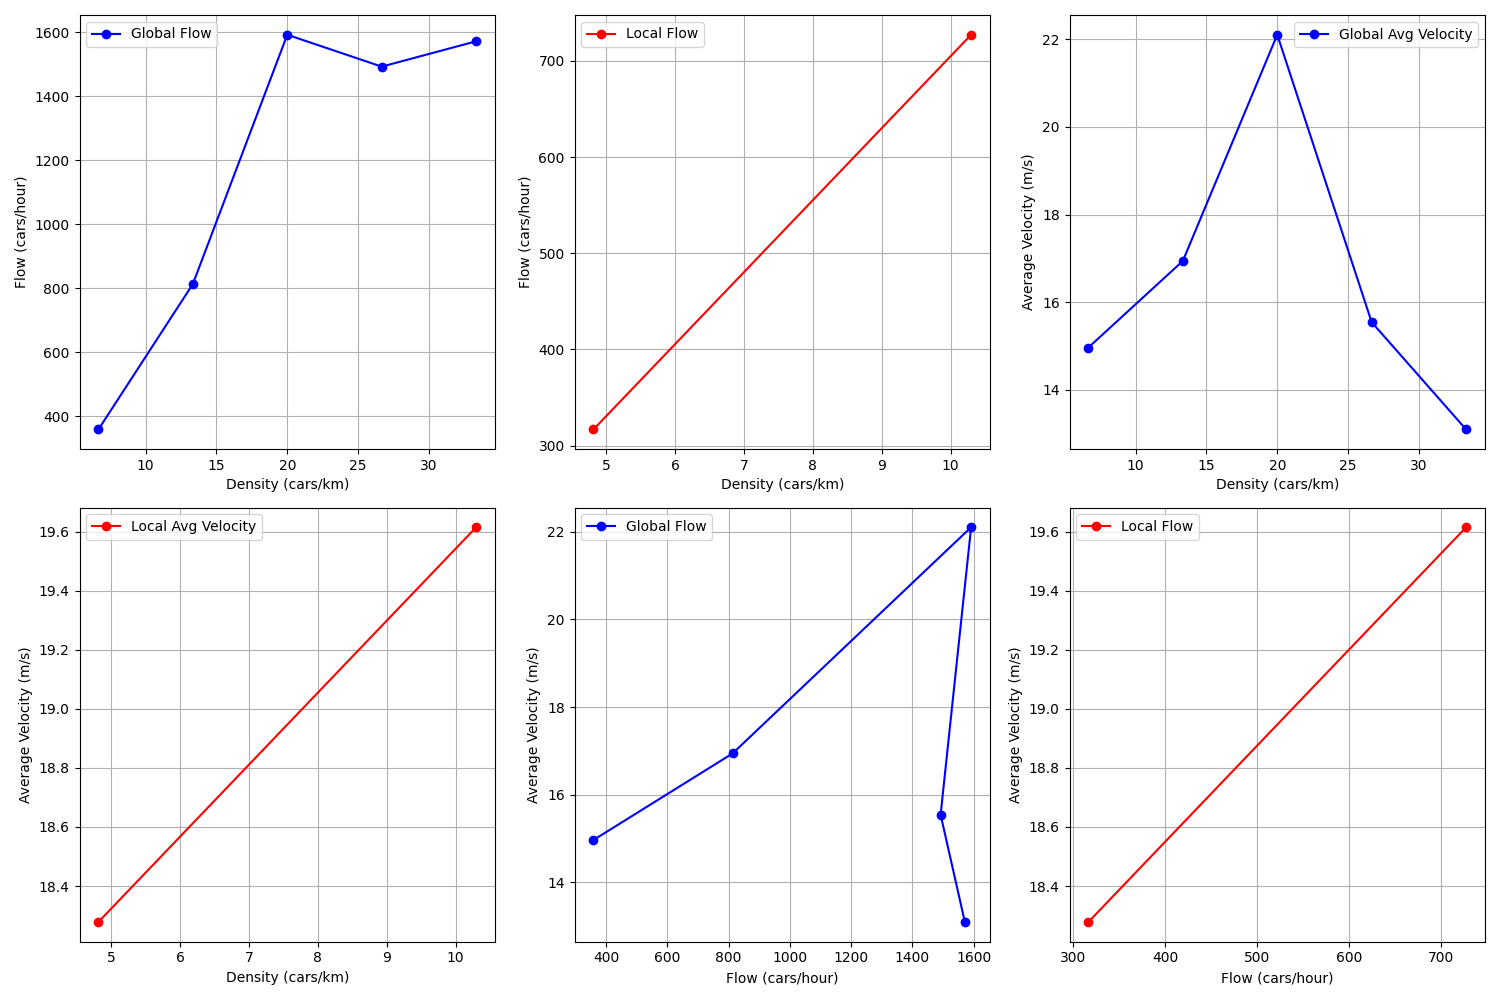 Global Flow
1600
1400
1200
1000
800
600
400
Flow (cars/hour)
10 15 20 25 30
Density (cars/km)
Local Flow
700
600
500
400
300
Flow (cars/hour)
5 6 7 8 9 10
Density (cars/km)
Global Avg Velocity
22
20
18
16
14
Average Velocity (m/s)
10 15 20 25 30
Density (cars/km)
Local Avg Velocity
19.6
19.4
19.2
19.0
18.8
18.6
18.4
Average Velocity (m/s)
5 6 7 8 9 10
Density (cars/km)
Global Flow
22
20
18
16
14
Average Velocity (m/s)
400 600 800 1000 1200 1400 1600
Flow (cars/hour)
Local Flow
19.6
19.4
19.2
19.0
18.8
18.6
18.4
Average Velocity (m/s)
300 400 500 600 700
Flow (cars/hour)